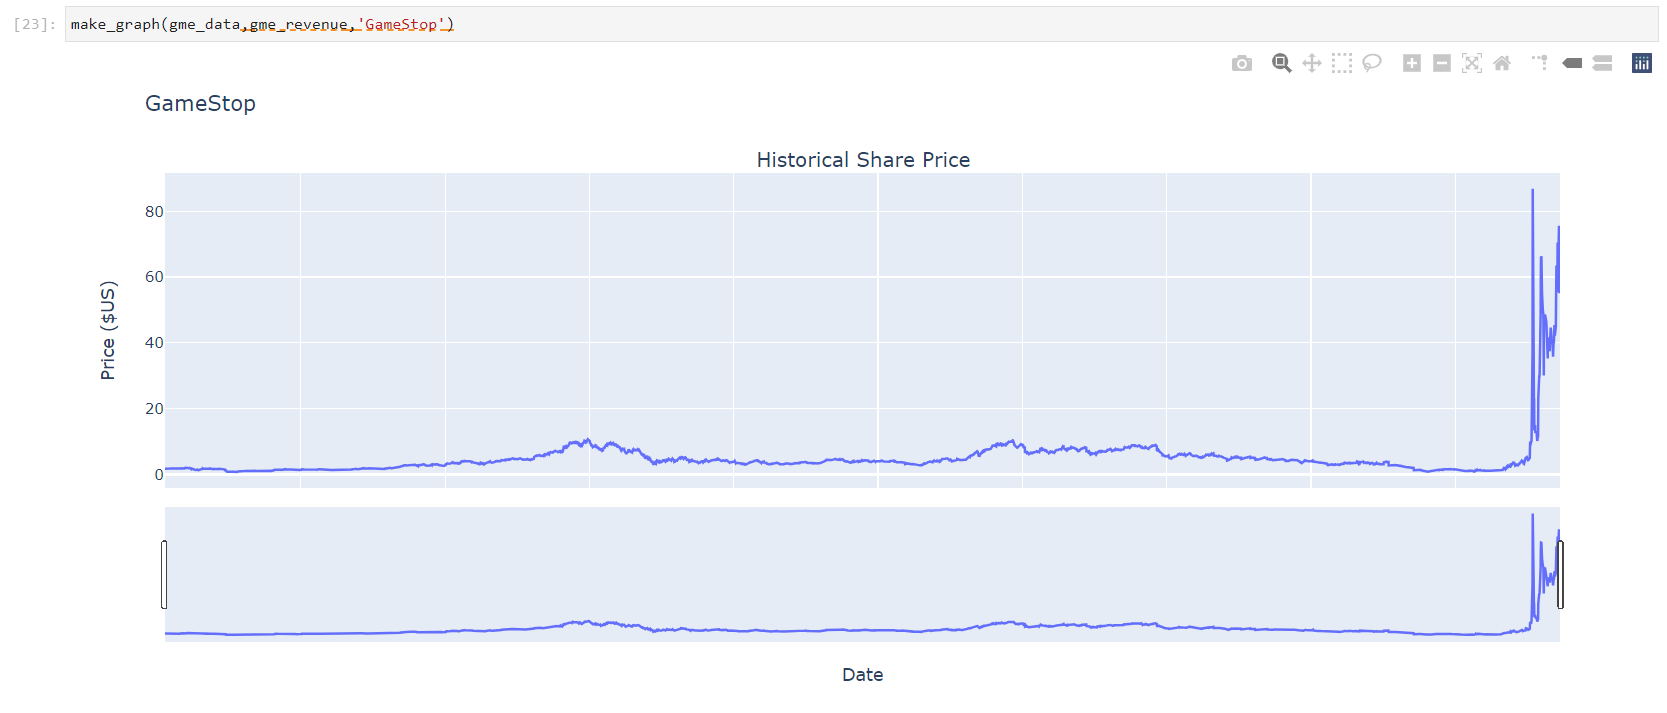 [23]: make_graph(gme_data,gme_revenue,'GameStop')
GameStop
Historical Share Price
80
60
40
20
0
Price ($US)
Date